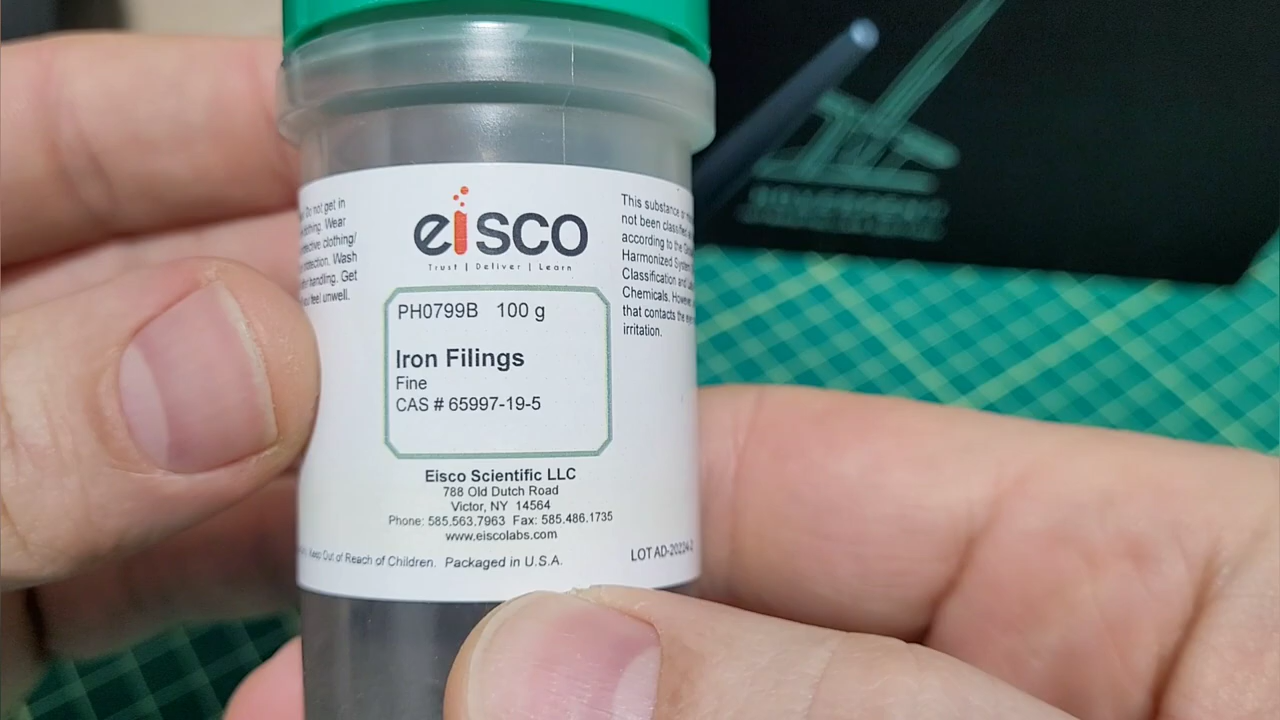 Do not get in
Wear
clothing/
Wash
handling. Get
feel unwell.
eisco
Trust | Deliver | Learn
This substance
not been classified
according to the
Harmonized System
Classification and
Chemicals. However,
that contacts the
irritation.
PH0799B 100 g
Iron Filings
Fine
CAS # 65997-19-5
Eisco Scientific LLC
788 Old Dutch Road
Victor, NY 14564
Phone: 585.563.7963 Fax: 585.486.1735
www.eiscolabs.com
Keep Out of Reach of Children. Packaged in U.S.A.
LOT